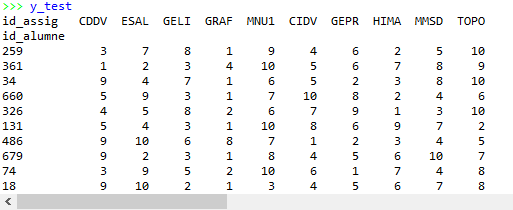 >>> y_test
id_assig CDDV ESAL GELI GRAF MNU1 CIDV GEPR HIMA MMSD TOPO
id_alumne
259 3 7 8 1 9 4 6 2 5 10
361 1 2 3 4 10 5 6 7 8 9
34 9 4 7 1 6 5 2 3 8 10
660 5 9 3 1 7 10 8 2 4 6
326 4 5 8 2 6 7 9 1 3 10
131 5 4 3 1 10 8 6 9 7 2
486 9 10 6 8 7 1 2 3 4 5
679 9 2 3 1 8 4 5 6 10 7
74 3 9 5 2 10 6 1 7 4 8
18 9 10 2 1 3 4 5 6 7 8